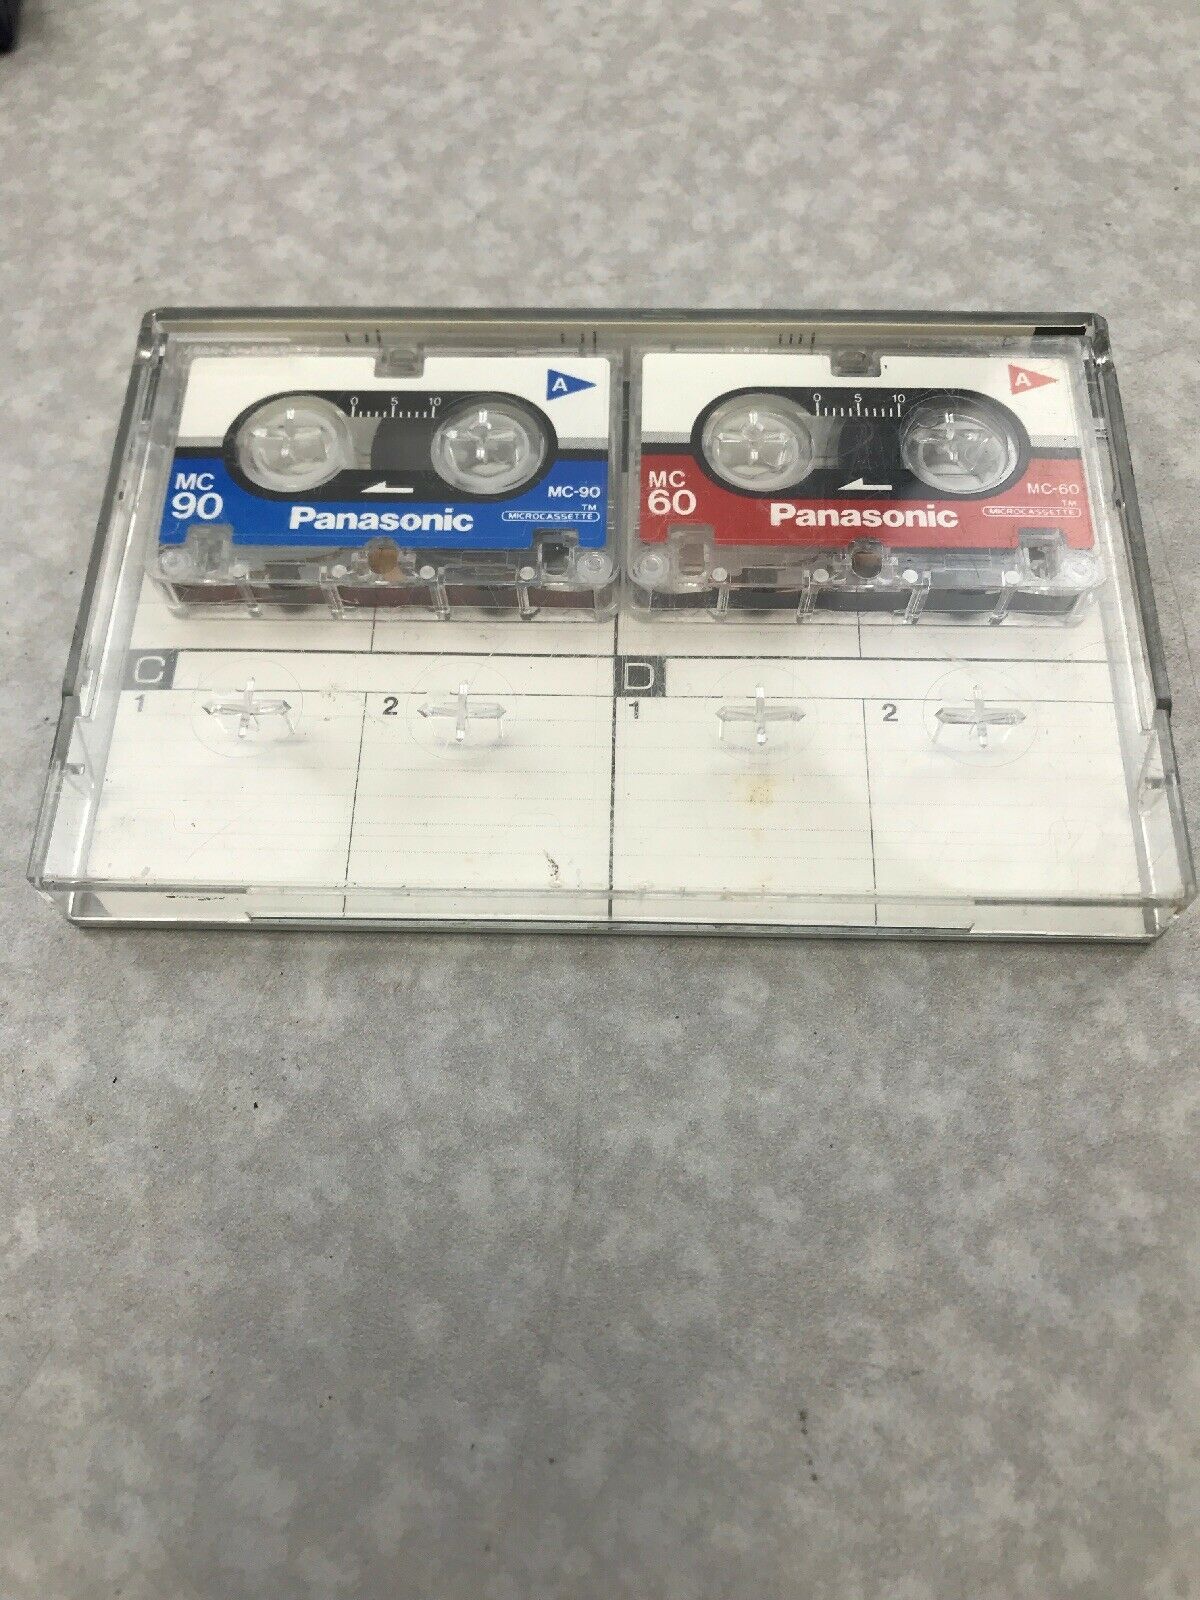 A
0 5 10
MC
90
MC-90
Panasonic
TM
MICROCASSETTE
A
0 5 10
MC
60
MC-60
Panasonic
TM
MICROCASSETTE
C
1
2
D
1
2